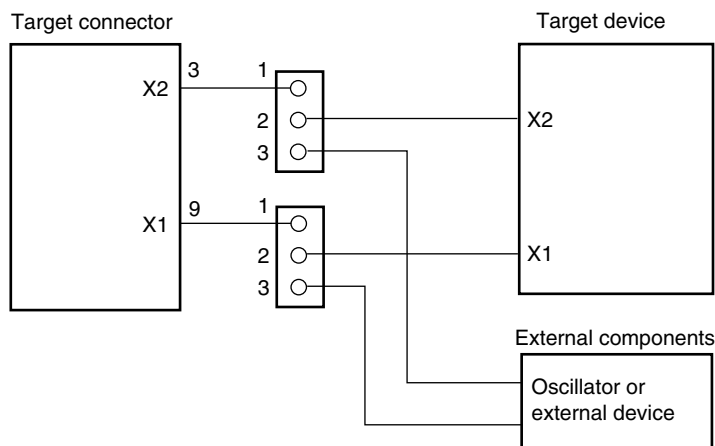 Target connector
Target device
X2
3
1
2
3
X2
X1
9
1
2
3
X1
External components
Oscillator or
external device